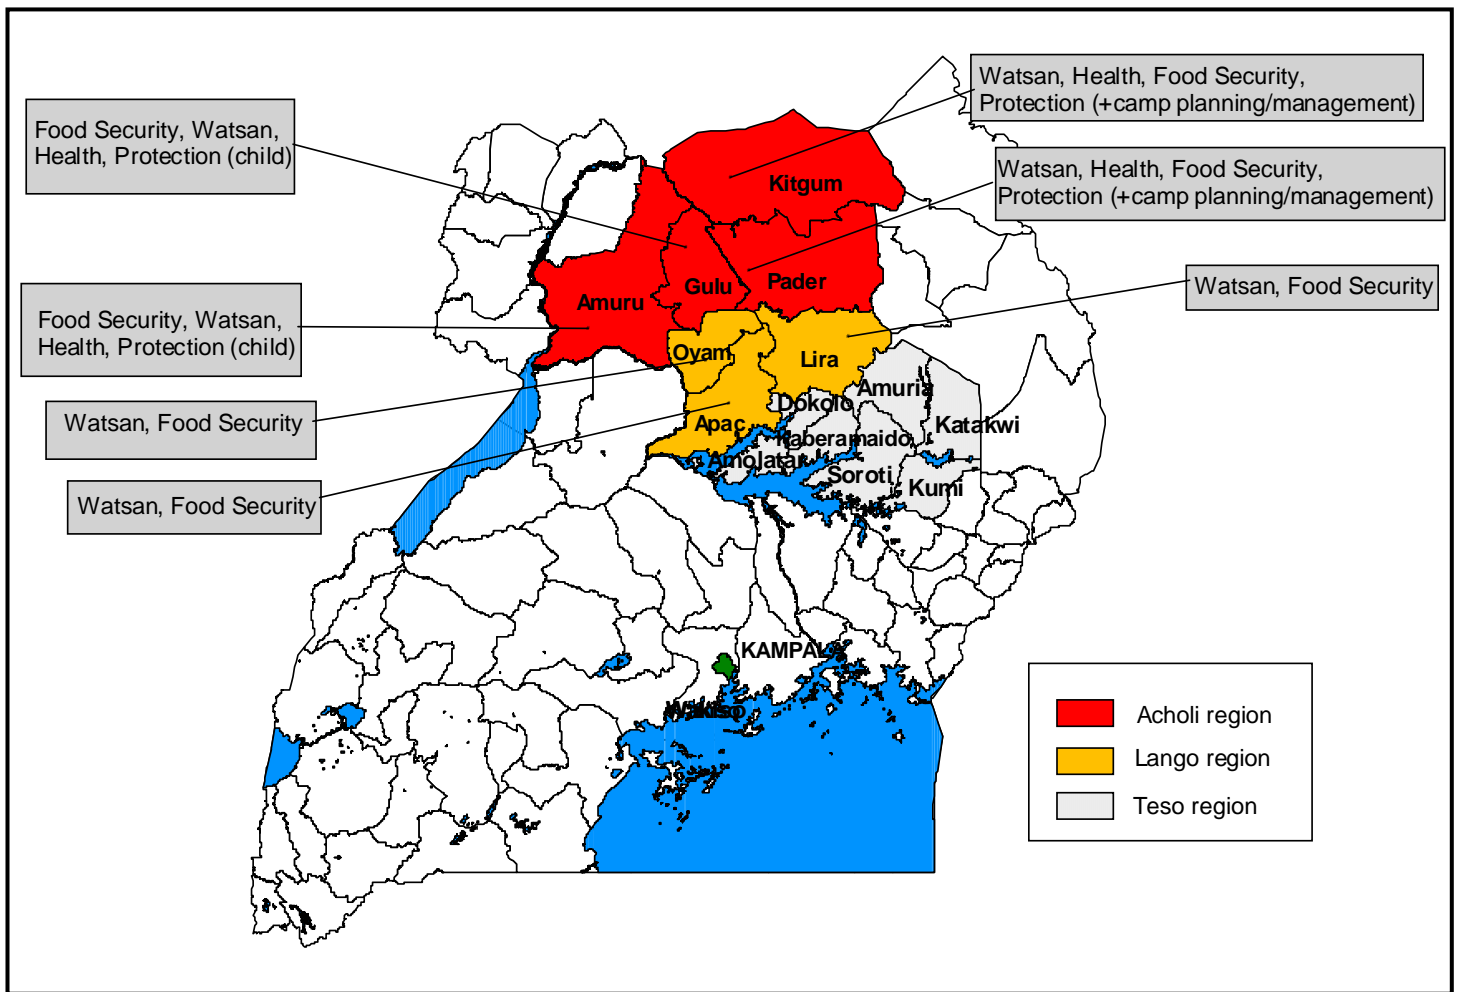 Watsan, Health, Food Security,
Protection (+camp planning/management)
Food Security, Watsan,
Health, Protection (child)
Watsan, Health, Food Security,
Protection (+camp planning/management)
Kitgum
Watsan, Food Security
Pader
Gulu
Amuru
Food Security, Watsan,
Health, Protection (child)
Oyam
Lira
Amuria
Dokolo
Watsan, Food Security
Apac
Katakwi
Kaberamaido
Amolatar
Soroti
Kumi
Watsan, Food Security
KAMPALA
Acholi region
Lango region
Teso region